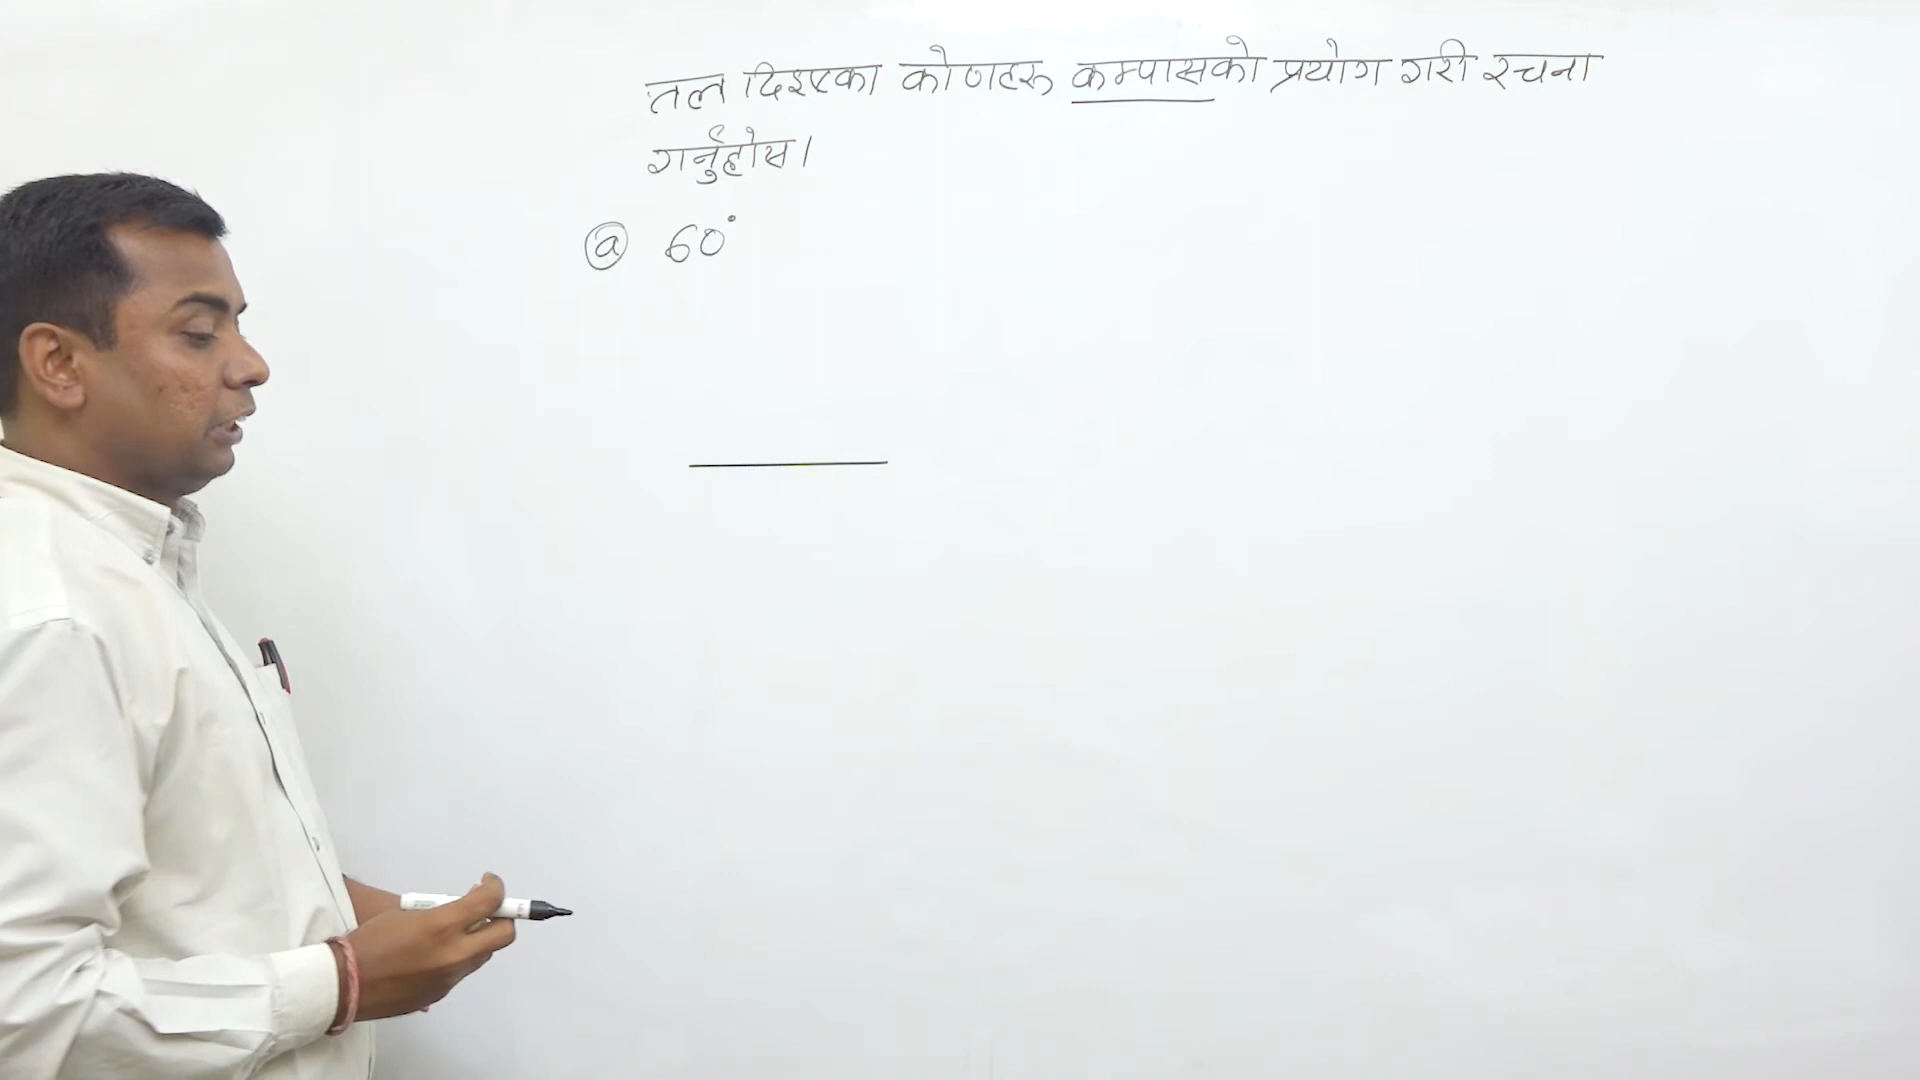 तल दिइएका कोणहरू कम्पासको प्रयोग गरी रचना
गर्नुहोस।
ⓐ 60°